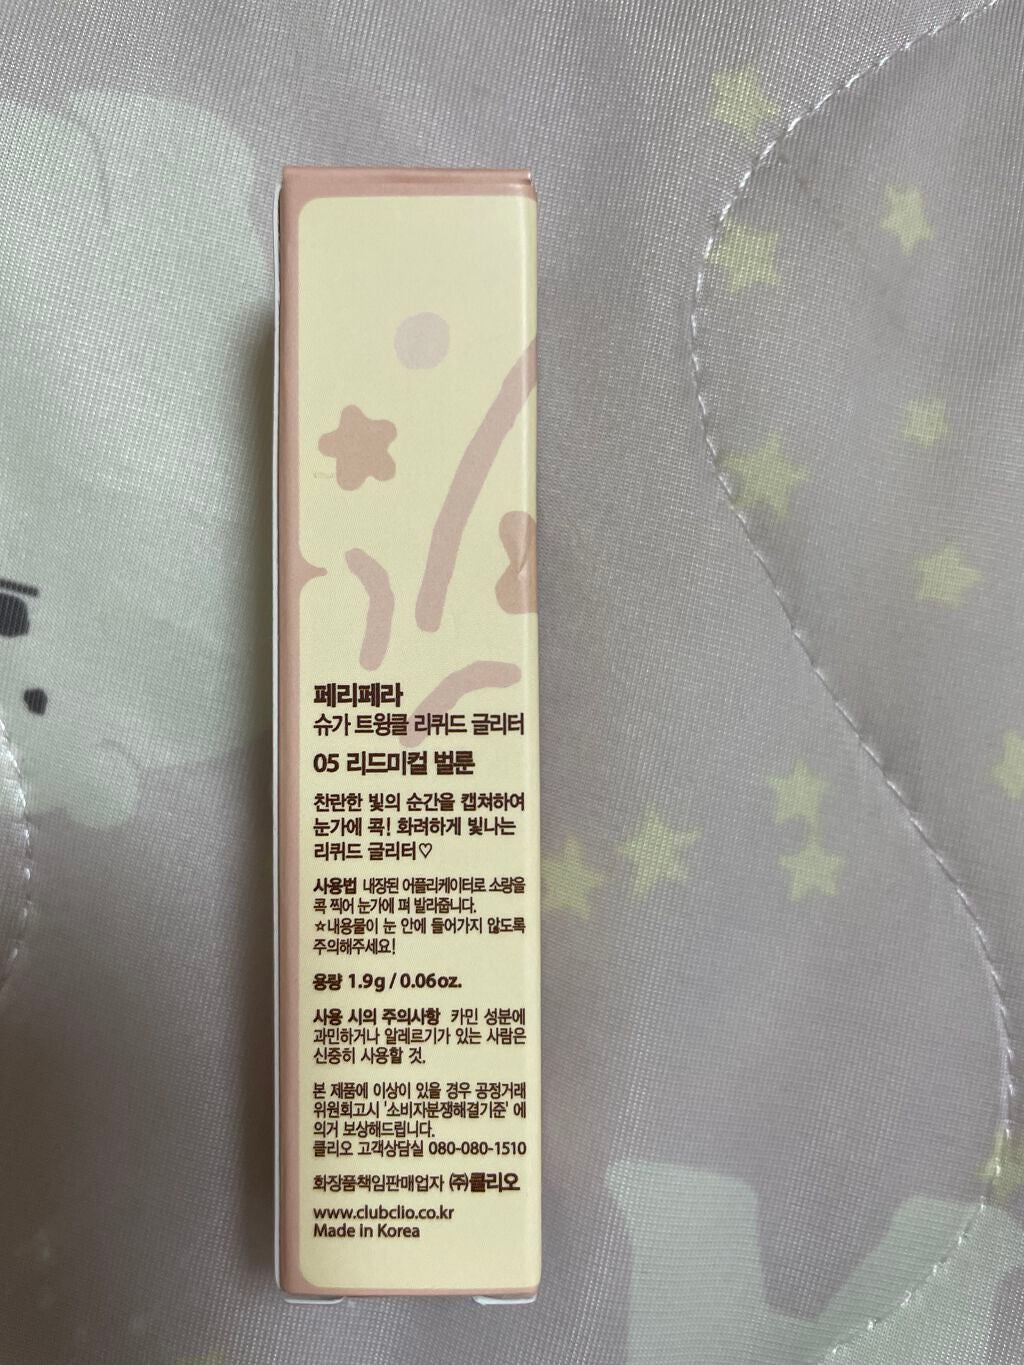 페리페라
슈가 트윙클 리퀴드 글리터
05 리드미컬 벌룬
찬란한 빛의 순간을 캡쳐하여
눈가에 콕! 화려하게 빛나는
리퀴드 글리터♡
사용법 내장된 어플리케이터로 소량을
콕 찍어 눈가에 펴 발라줍니다.
☆내용물이 눈 안에 들어가지 않도록
주의해주세요!
용량 1.9g / 0.06oz.
사용 시의 주의사항 카민 성분에
과민하거나 알레르기가 있는 사람은
신중히 사용할 것.
본 제품에 이상이 있을 경우 공정거래
위원회고시 '소비자분쟁해결기준' 에
의거 보상해드립니다.
클리오 고객상담실 080-080-1510
화장품책임판매업자 ㈜클리오
www.clubclio.co.kr
Made in Korea